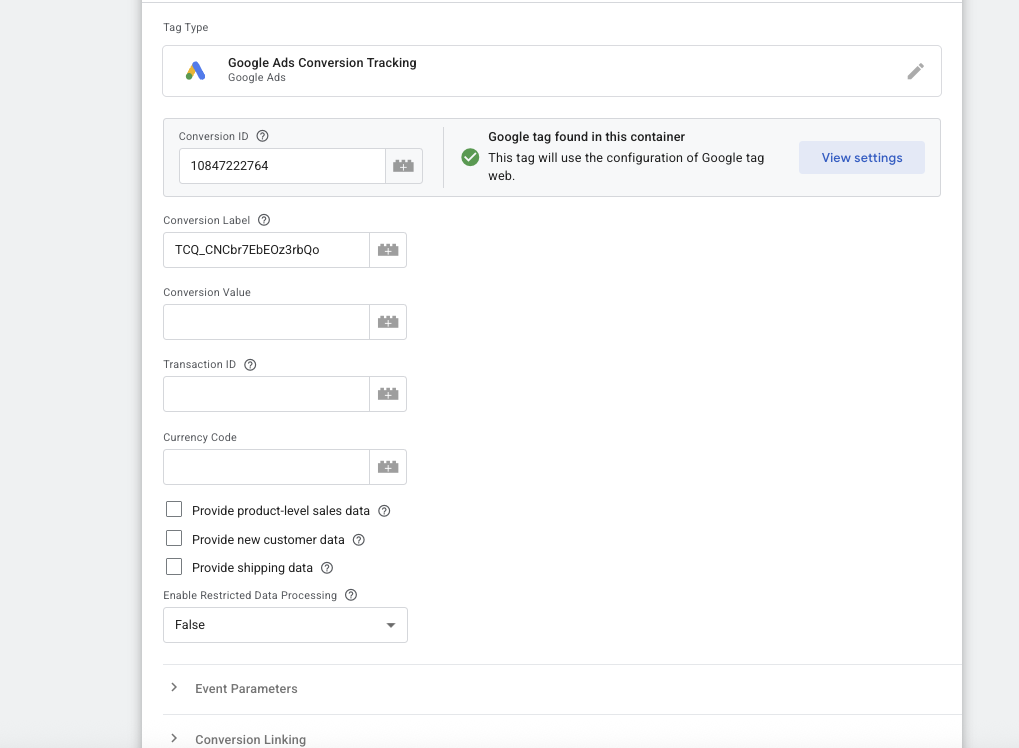 Tag Type
Google Ads Conversion Tracking
Google Ads
Conversion ID
10847222764
Google tag found in this container
This tag will use the configuration of Google tag
web.
View settings
Conversion Label
TCQ_CNCbr7EbEOz3rbQo
Conversion Value
Transaction ID
Currency Code
Provide product-level sales data
Provide new customer data
Provide shipping data
Enable Restricted Data Processing
False
Event Parameters
Conversion Linking